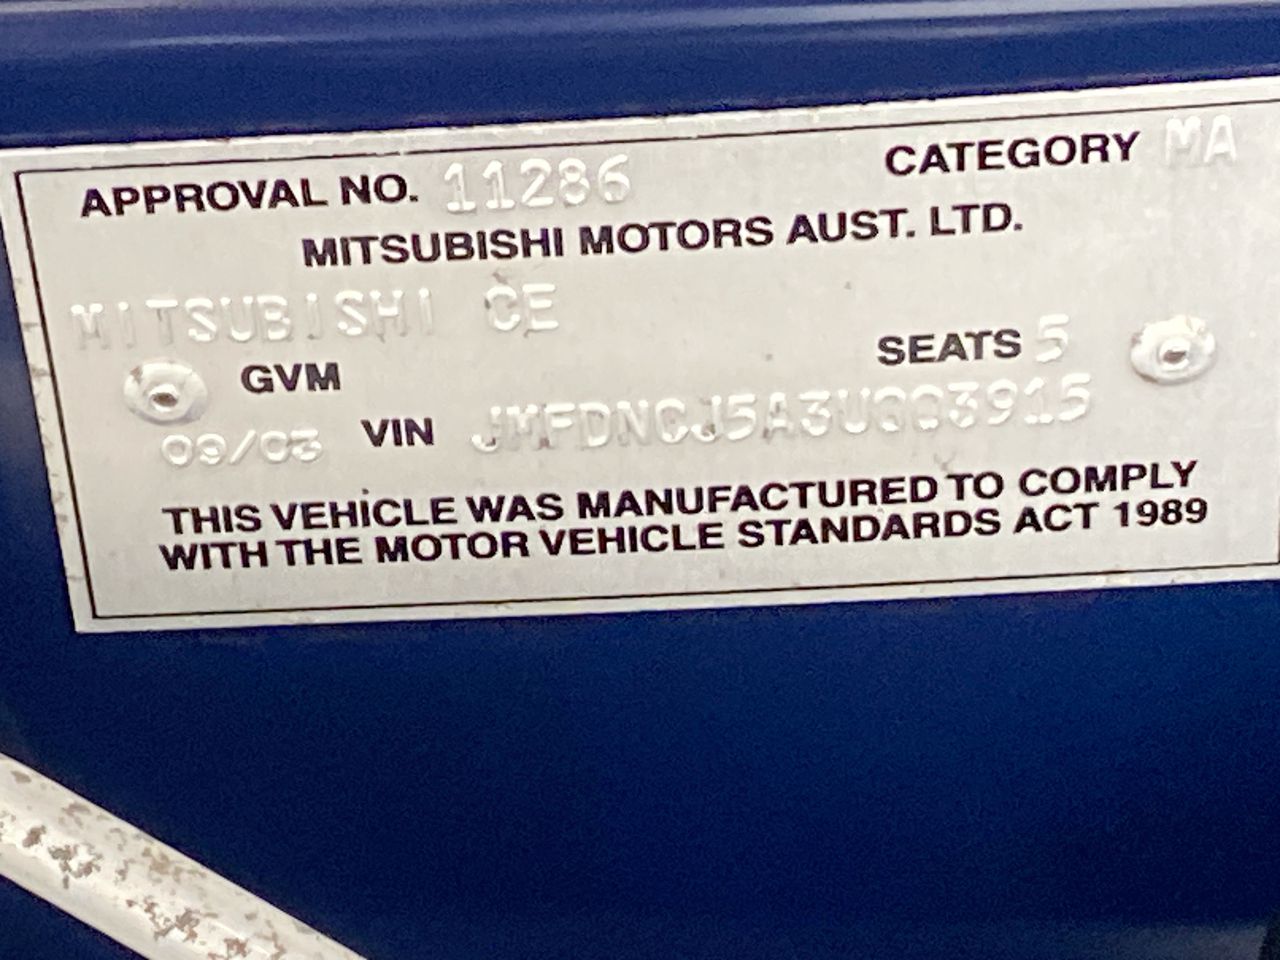 APPROVAL NO. 11286 CATEGORY MA
MITSUBISHI MOTORS AUST. LTD.
MITSUBISHI CE
SEATS 5
GVM
09/03 VIN
THIS VEHICLE WAS MANUFACTURED TO COMPLY
WITH THE MOTOR VEHICLE STANDARDS ACT 1989